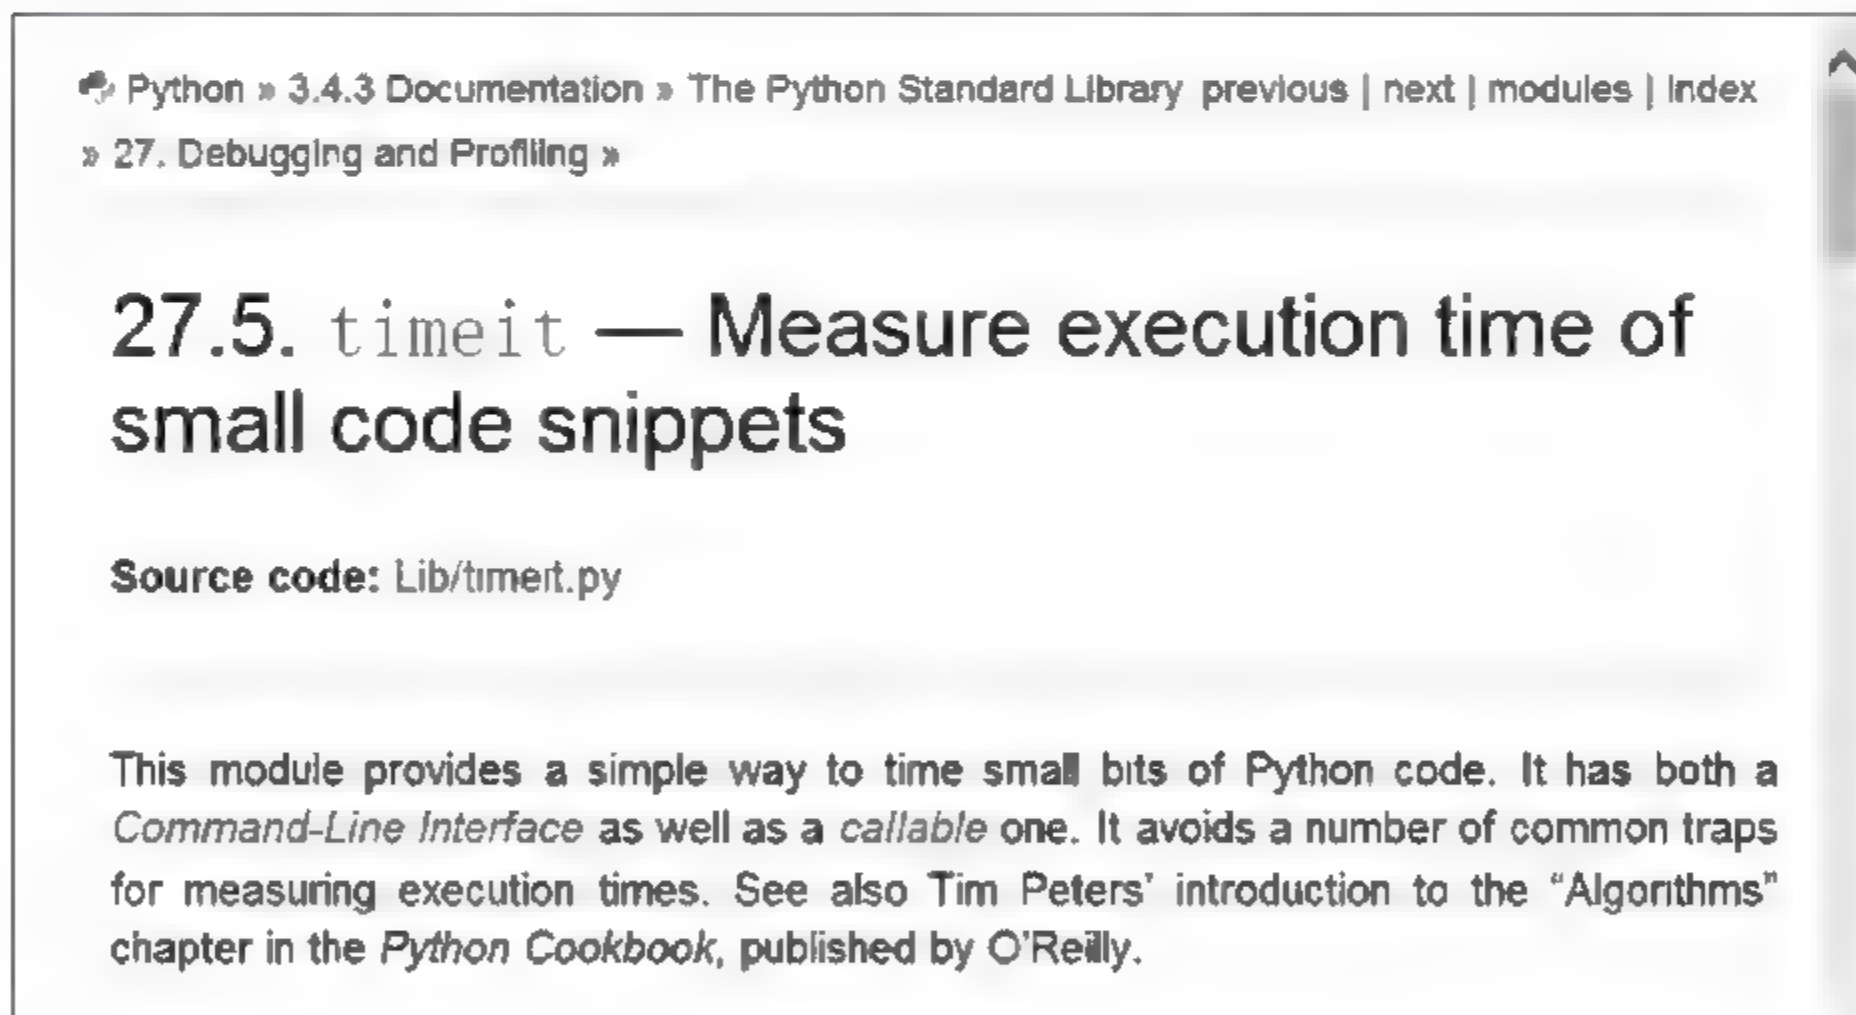 Python » 3.4.3 Documentation » The Python Standard Library previous | next | modules | index
» 27. Debugging and Profiling »
27.5. timeit — Measure execution time of
small code snippets
Source code: Lib/timeit.py
This module provides a simple way to time small bits of Python code. It has both a
Command-Line Interface as well as a callable one. It avoids a number of common traps
for measuring execution times. See also Tim Peters’ introduction to the “Algorithms”
chapter in the Python Cookbook, published by O’Reilly.